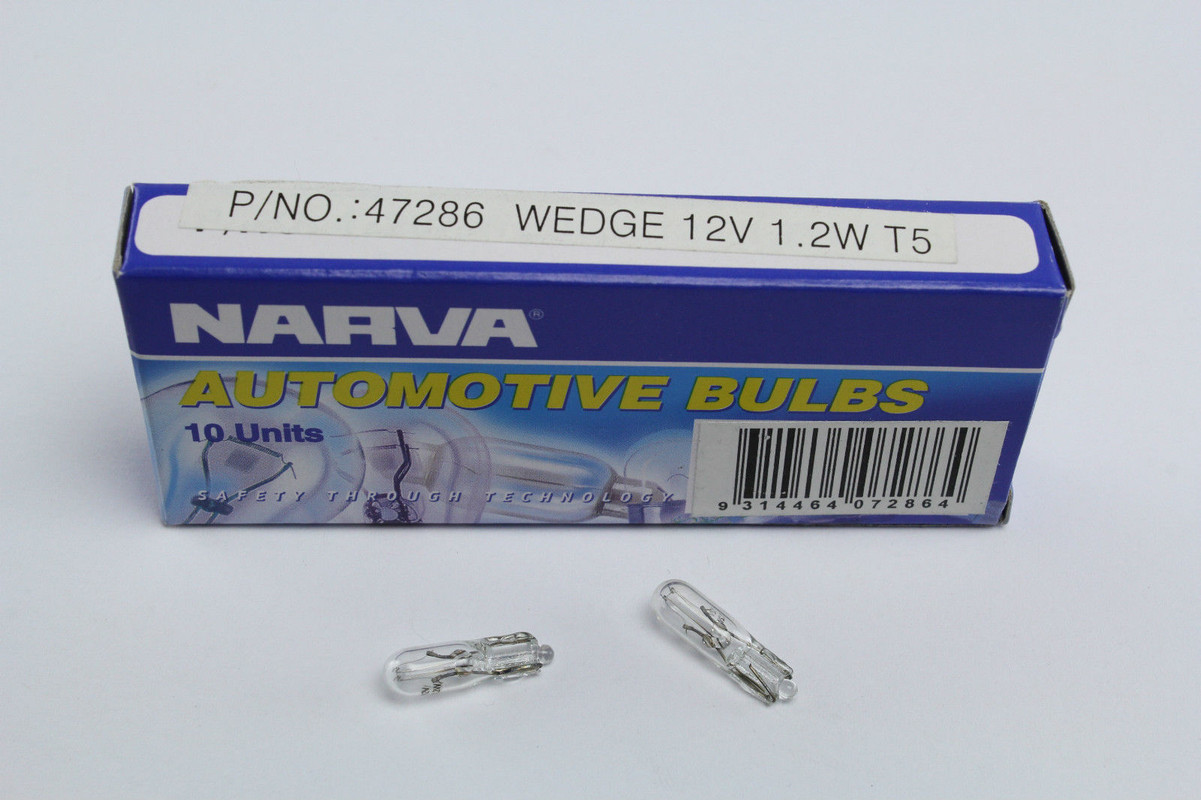 P/NO.:47286 WEDGE 12V 1.2W T5
NARVA®
AUTOMOTIVE BULBS
10 Units
SAFETY THROUGH TECHNOLOGY
9 314464 072864